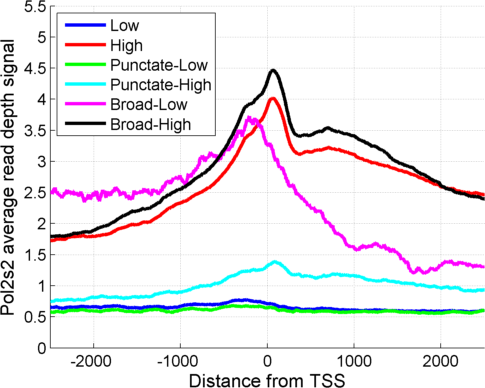 5.5
5
4.5
4
3.5
3
2.5
2
1.5
1
0.5
0
Pol2s2 average read depth signal
Low
High
Punctate-Low
Punctate-High
Broad-Low
Broad-High
-2000 -1000 0 1000 2000
Distance from TSS